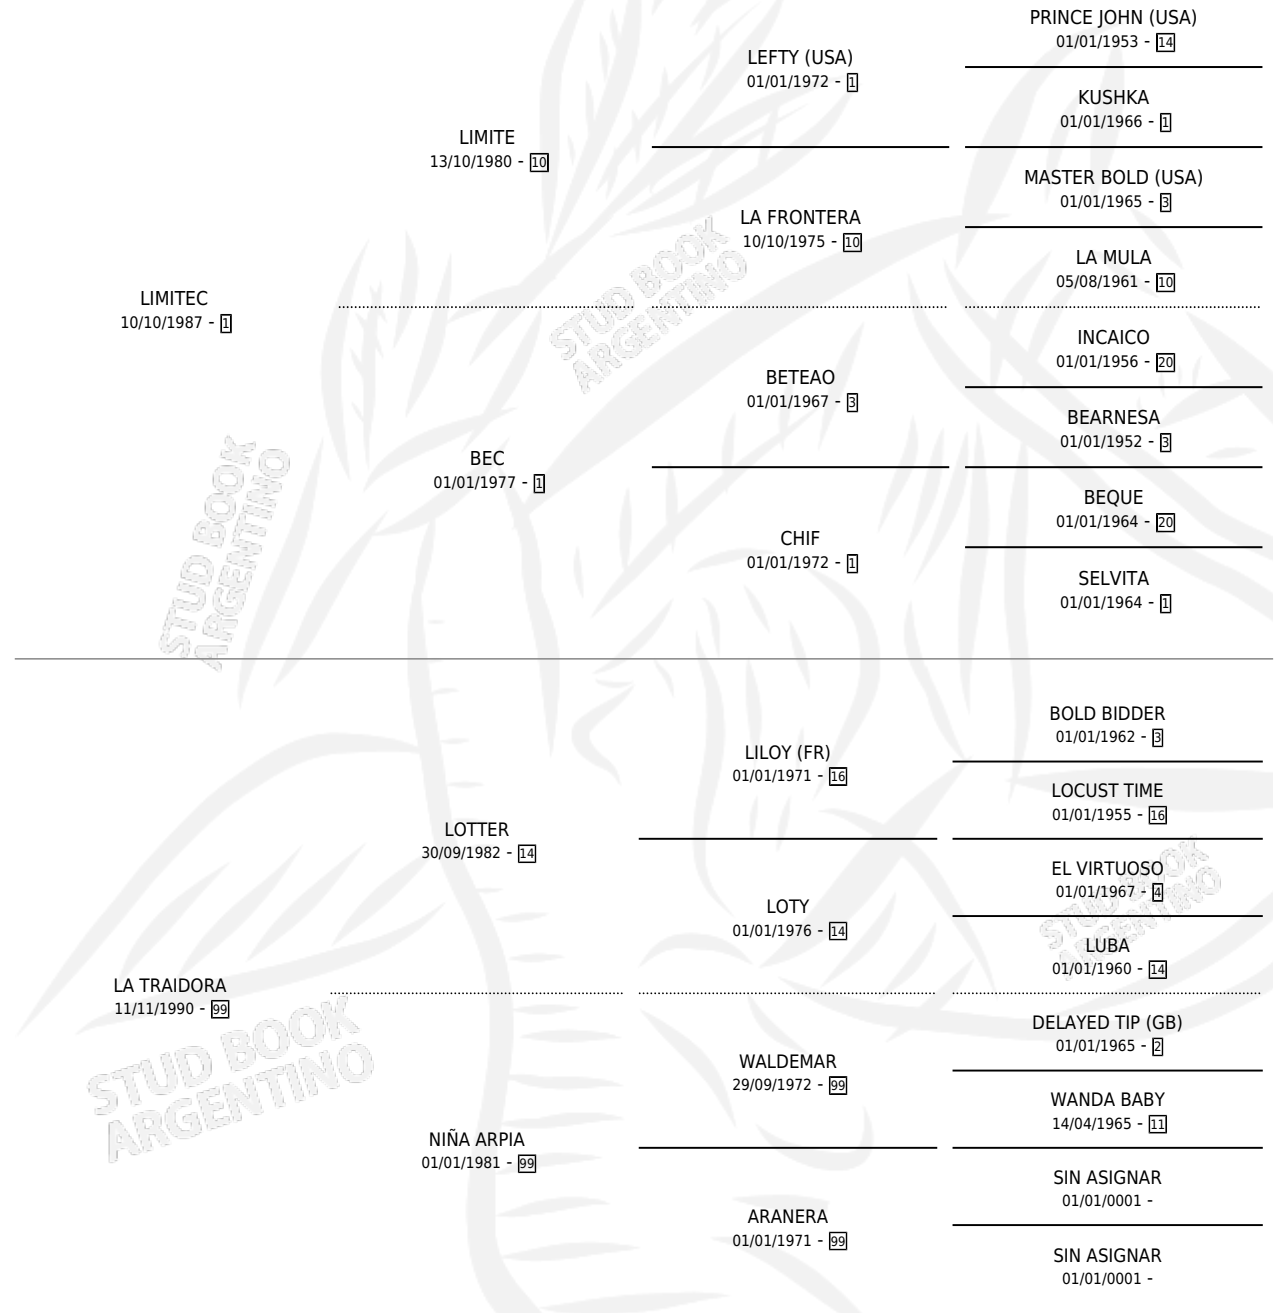 PRINCE JOHN (USA)
01/01/1953 - 14
LEFTY (USA)
01/01/1972 - 1
KUSHKA
01/01/1966 - 1
LIMITE
13/10/1980 - 10
MASTER BOLD (USA)
01/01/1965 - 3
LA FRONTERA
10/10/1975 - 10
LA MULA
05/08/1961 - 10
LIMITEC
10/10/1987 - 1
INCAICO
01/01/1956 - 20
BETEAO
01/01/1967 - 3
BEARNESA
01/01/1952 - 3
BEC
01/01/1977 - 1
BEQUE
01/01/1964 - 20
CHIF
01/01/1972 - 1
SELVITA
01/01/1964 - 1
STUD BOOK
ARGENTINO
STUD BOOK
ARGENTINO
BOLD BIDDER
01/01/1962 - 3
LILOY (FR)
01/01/1971 - 16
LOCUST TIME
01/01/1955 - 16
LOTTER
30/09/1982 - 14
EL VIRTUOSO
01/01/1967 - 4
LOTY
01/01/1976 - 14
LUBA
01/01/1960 - 14
LA TRAIDORA
11/11/1990 - 99
DELAYED TIP (GB)
01/01/1965 - 2
WALDEMAR
29/09/1972 - 99
WANDA BABY
14/04/1965 - 11
NIÑA ARPIA
01/01/1981 - 99
SIN ASIGNAR
01/01/0001 -
ARANERA
01/01/1971 - 99
SIN ASIGNAR
01/01/0001 -
STUD BOOK
ARGENTINO
STUD BOOK
ARGENTINO